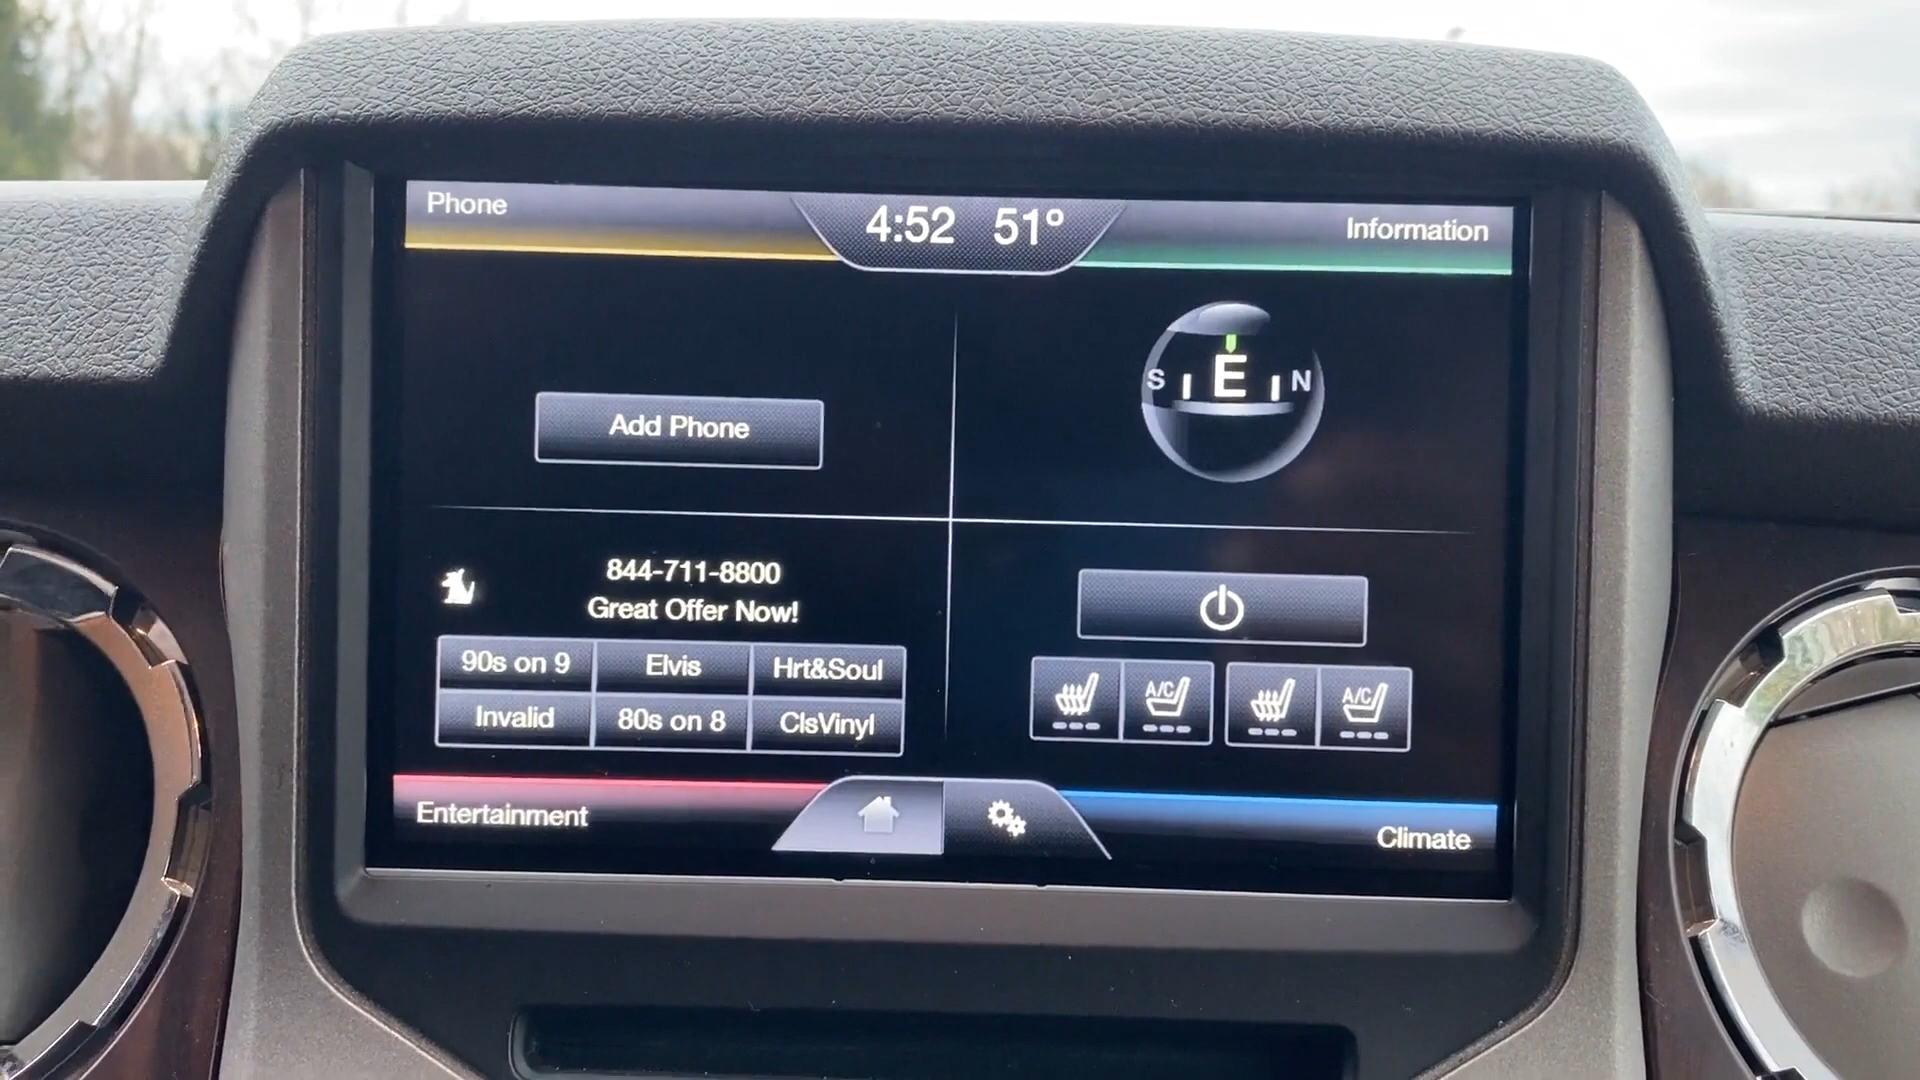 Phone
4:52 51°
Information
S E N
Add Phone
844-711-8800
Great Offer Now!
90s on 9 Elvis Hrt&Soul
Invalid 80s on 8 ClsVinyl
A/C A/C
Entertainment
Climate